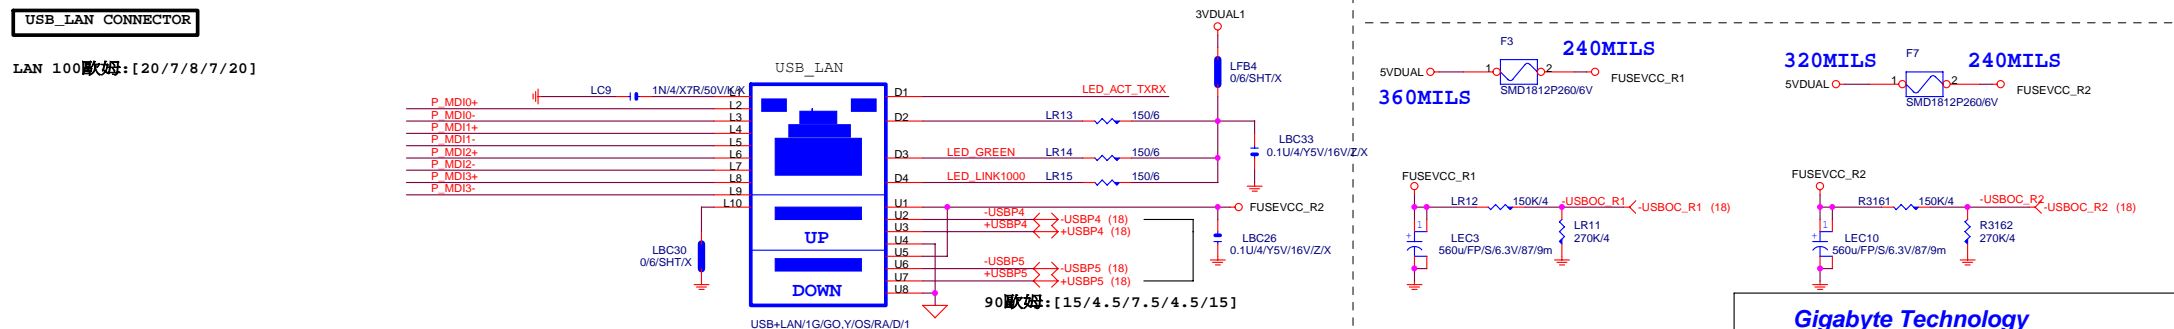 USB_LAN CONNECTOR
LAN 100歐姆:[20/7/8/7/20]
USB_LAN
LC9
1N/4/X7R/50V/K/X
P_MDI0+
P_MDI0-
P_MDI1+
P_MDI1-
P_MDI2+
P_MDI2-
P_MDI3+
P_MDI3-
L1
L2
L3
L4
L5
L6
L7
L8
L9
L10
LBC30
0/6/SHT/X
UP
DOWN
USB+LAN/1G/GO,Y/OS/RA/D/1
D1
D2
D3
D4
U1
U2
U3
U4
U5
U6
U7
U8
LED_ACT_TXRX
LR13 150/6
LED_GREEN LR14 150/6
LED_LINK1000 LR15 150/6
3VDUAL1
LFB4
0/6/SHT/X
LBC33
0.1U/4/Y5V/16V/Z/X
FUSEVCC_R2
-USBP4 -USBP4 (18)
+USBP4 +USBP4 (18)
-USBP5 -USBP5 (18)
+USBP5 +USBP5 (18)
LBC26
0.1U/4/Y5V/16V/Z/X
90歐姆:[15/4.5/7.5/4.5/15]
F3
240MILS
5VDUAL 1 2 FUSEVCC_R1
SMD1812P260/6V
360MILS
320MILS
F7
240MILS
5VDUAL 1 2 FUSEVCC_R2
SMD1812P260/6V
FUSEVCC_R1
LR12 150K/4 -USBOC_R1 -USBOC_R1 (18)
1
+
LEC3
560u/FP/S/6.3V/87/9m
LR11
270K/4
FUSEVCC_R2
R3161 150K/4 -USBOC_R2 -USBOC_R2 (18)
1
+
LEC10
560u/FP/S/6.3V/87/9m
R3162
270K/4
Gigabyte Technology